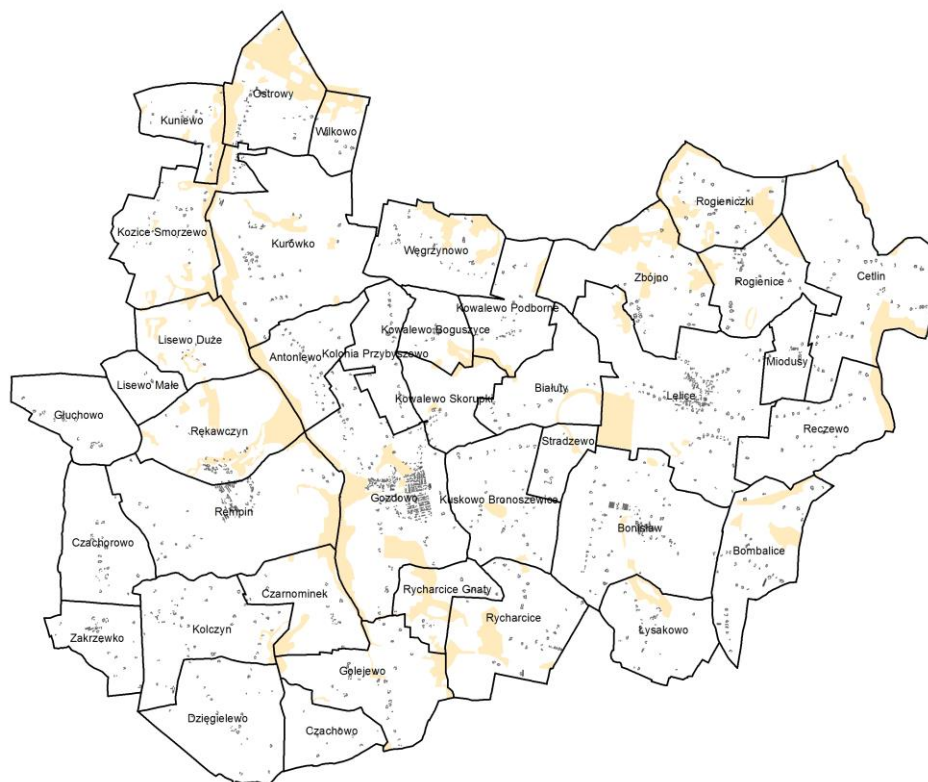 Ostrowy
Kuniewo
Wilkowo
Rogieniczki
Kozice Smorzewo
Kurówko
Węgrzynowo
Zbójno
Rogienice
Cetlin
Kowalewo Podborne
Lisewo Duże
Antoniewo
Kolonia Przybyszewo
Kowalewo Boguszyce
Miodusy
Lisewo Małe
Białuty
Lelice
Kowalewo Skorupki
Głuchowo
Rękawczyn
Stradzewo
Reczewo
Rempin
Gozdowo
Kuskowo Bronoszewice
Bonisław
Czachorowo
Bombalice
Czarnominek
Rycharcice Gnaty
Zakrzewko
Kolczyn
Rycharcice
Łysakowo
Golejewo
Dzięgielewo
Czachowo